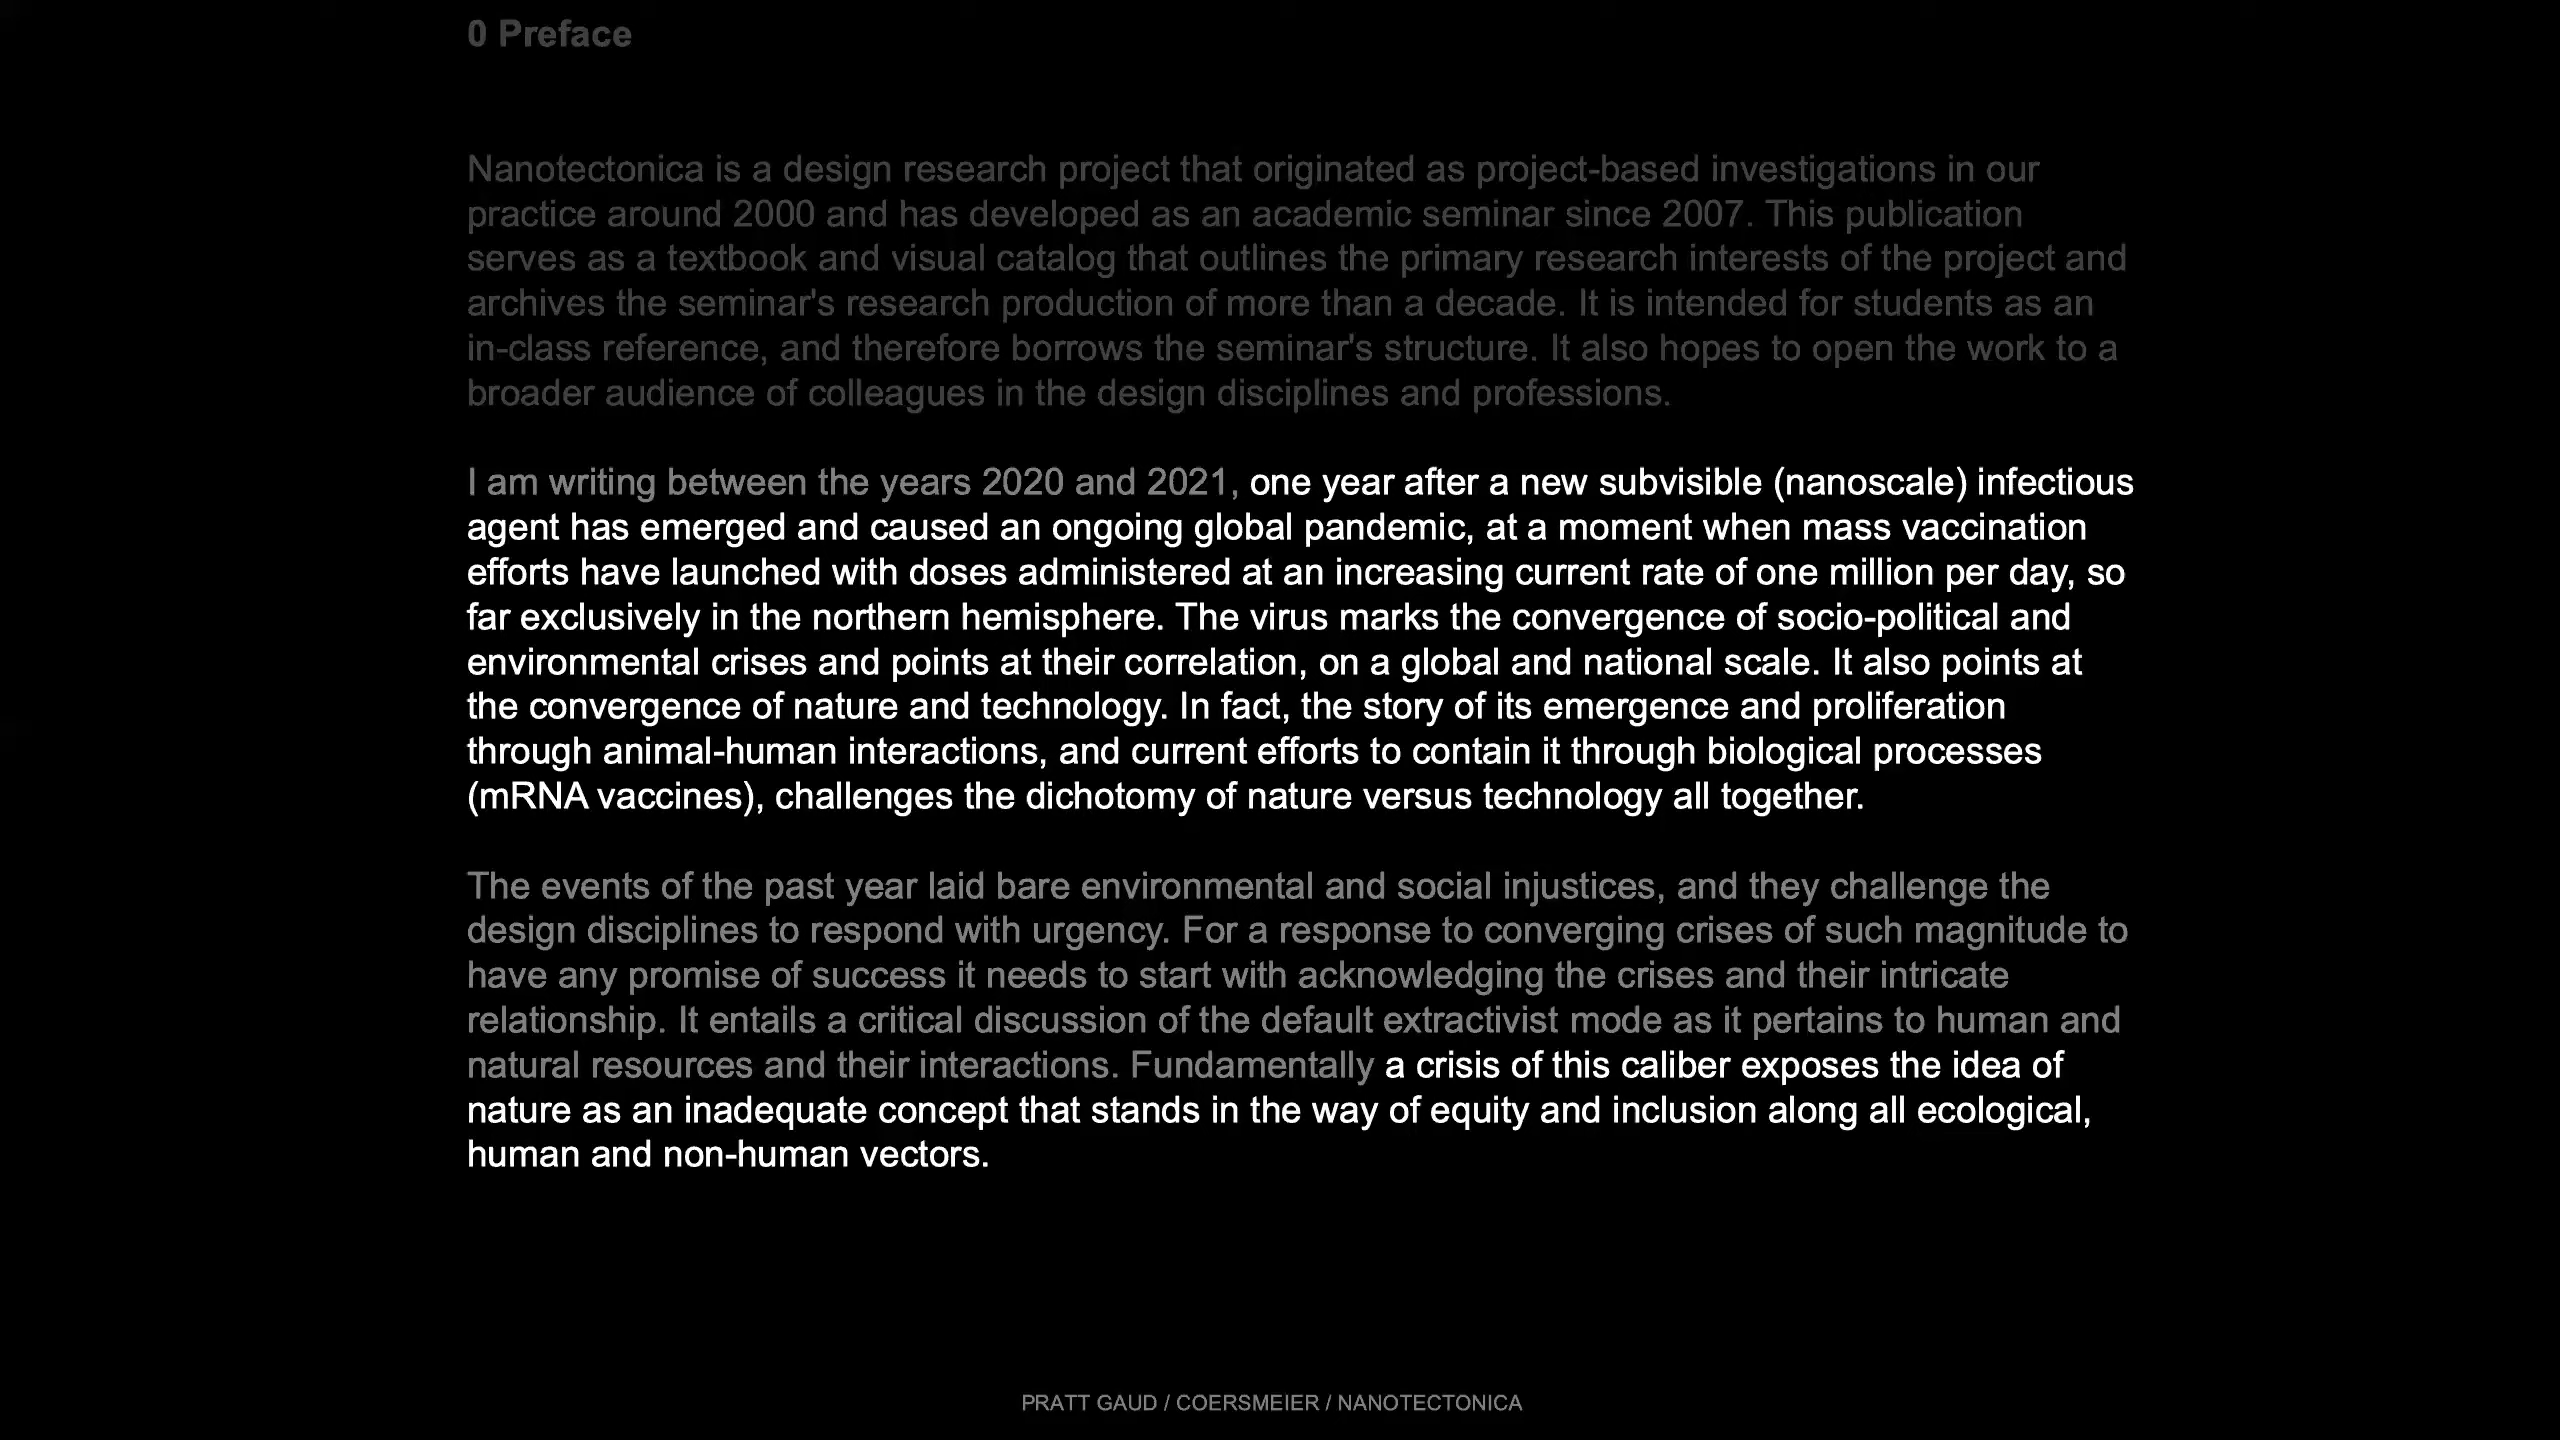 0 Preface
Nanotectonica is a design research project that originated as project-based investigations in our
practice around 2000 and has developed as an academic seminar since 2007. This publication
serves as a textbook and visual catalog that outlines the primary research interests of the project and
archives the seminar's research production of more than a decade. It is intended for students as an
in-class reference, and therefore borrows the seminar's structure. It also hopes to open the work to a
broader audience of colleagues in the design disciplines and professions.
I am writing between the years 2020 and 2021, one year after a new subvisible (nanoscale) infectious
agent has emerged and caused an ongoing global pandemic, at a moment when mass vaccination
efforts have launched with doses administered at an increasing current rate of one million per day, so
far exclusively in the northern hemisphere. The virus marks the convergence of socio-political and
environmental crises and points at their correlation, on a global and national scale. It also points at
the convergence of nature and technology. In fact, the story of its emergence and proliferation
through animal-human interactions, and current efforts to contain it through biological processes
(mRNA vaccines), challenges the dichotomy of nature versus technology all together.
The events of the past year laid bare environmental and social injustices, and they challenge the
design disciplines to respond with urgency. For a response to converging crises of such magnitude to
have any promise of success it needs to start with acknowledging the crises and their intricate
relationship. It entails a critical discussion of the default extractivist mode as it pertains to human and
natural resources and their interactions. Fundamentally a crisis of this caliber exposes the idea of
nature as an inadequate concept that stands in the way of equity and inclusion along all ecological,
human and non-human vectors.
PRATT GAUD / COERSMEIER / NANOTECTONICA